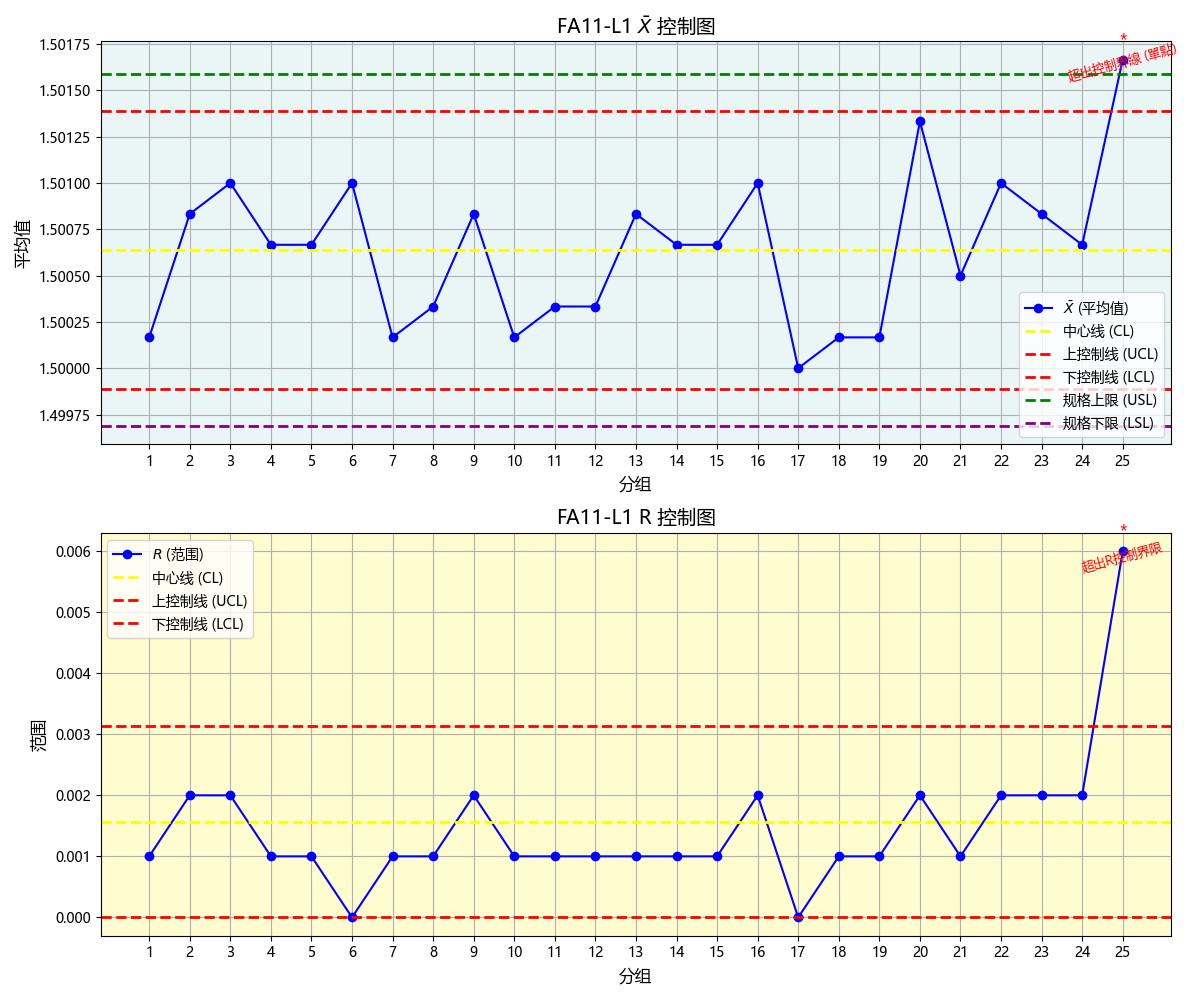 FA11-L1 X̄ 控制图
*
超出控制界線 (單點)
1.50175
1.50150
1.50125
1.50100
1.50075
1.50050
1.50025
1.50000
1.49975
平均值
X̄ (平均值)
中心线 (CL)
上控制线 (UCL)
下控制线 (LCL)
规格上限 (USL)
规格下限 (LSL)
1 2 3 4 5 6 7 8 9 10 11 12 13 14 15 16 17 18 19 20 21 22 23 24 25
分组
FA11-L1 R 控制图
*
超出R控制界限
R (范围)
中心线 (CL)
上控制线 (UCL)
下控制线 (LCL)
0.006
0.005
0.004
0.003
0.002
0.001
0.000
范围
1 2 3 4 5 6 7 8 9 10 11 12 13 14 15 16 17 18 19 20 21 22 23 24 25
分组